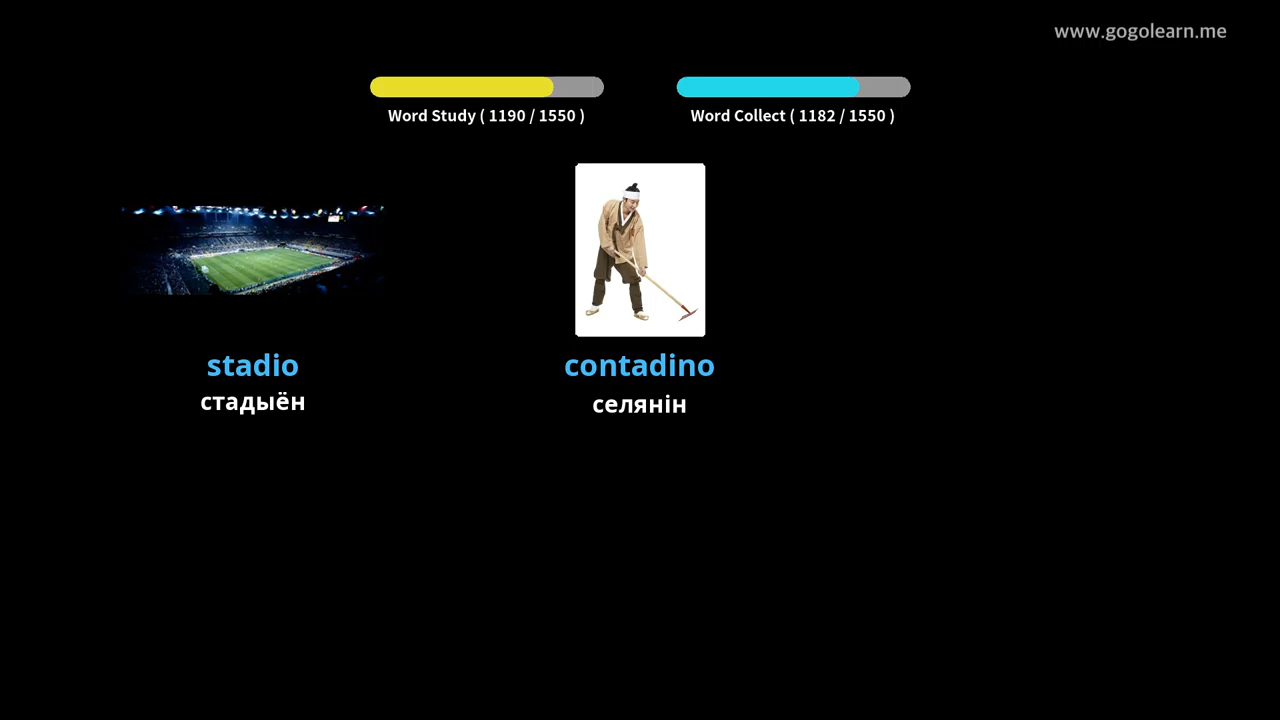 www.gogolearn.me
Word Study ( 1190 / 1550 )
Word Collect ( 1182 / 1550 )
stadio
стадыён
contadino
селянін